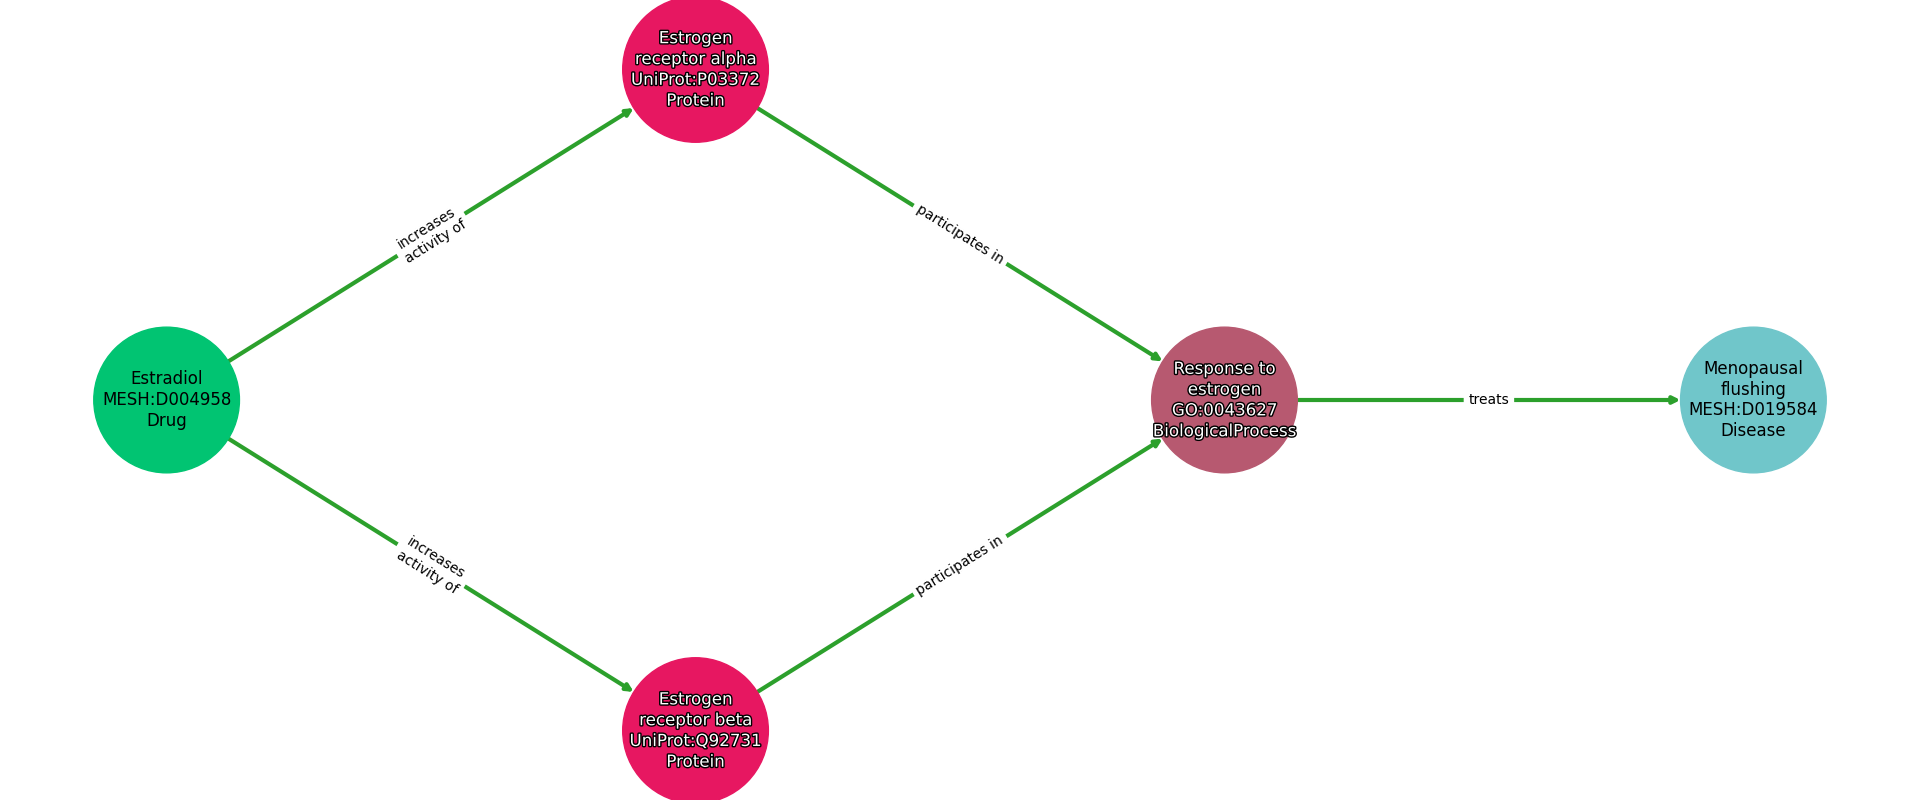 Estrogen
receptor alpha
UniProt:P03372
Protein
increases
activity of
participates in
Estradiol
MESH:D004958
Drug
Response to
estrogen
GO:0043627
BiologicalProcess
treats
Menopausal
flushing
MESH:D019584
Disease
increases
activity of
participates in
Estrogen
receptor beta
UniProt:Q92731
Protein